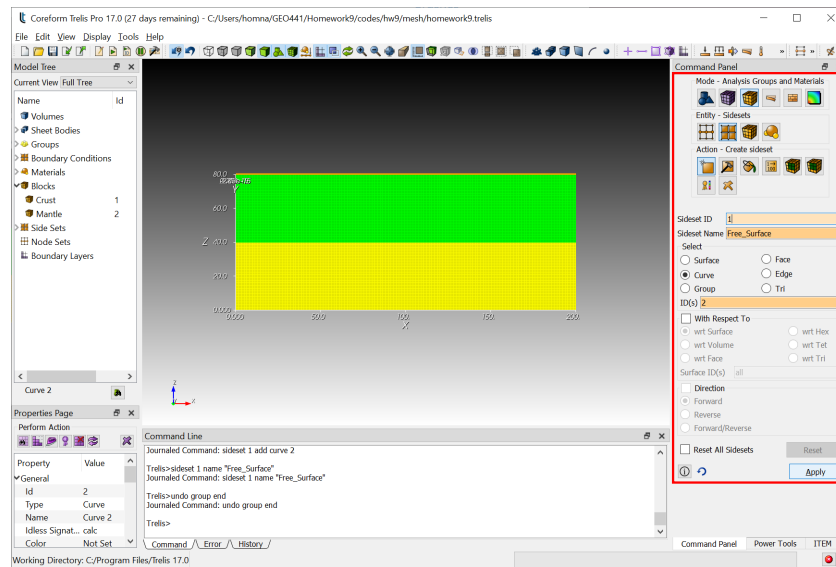 Coreform Trelis Pro 17.0 (27 days remaining) - C:/Users/homna/GEO441/Homework9/codes/hw9/mesh/homework9.trelis
File Edit View Display Tools Help
Model Tree
Current View Full Tree
Name Id
Volumes
Sheet Bodies
Groups
Boundary Conditions
Materials
Blocks
Crust 1
Mantle 2
Side Sets
Node Sets
Boundary Layers
Curve 2
Properties Page
Perform Action
Property Value
General
Id 2
Type Curve
Name Curve 2
Idless Signat... calc
Color Not Set
80.0
60.0
Z 40.0
20.0
0.000
0.000 50.0 100. 150. 200.
X
Z
X
Command Line
Journaled Command: sideset 1 add curve 2
Trelis>sideset 1 name "Free_Surface"
Journaled Command: sideset 1 name "Free_Surface"
Trelis>undo group end
Journaled Command: undo group end
Trelis>
Command Error History
Working Directory: C:/Program Files/Trelis 17.0
Command Panel
Mode - Analysis Groups and Materials
Entity - Sidesets
Action - Create sideset
Sideset ID 1
Sideset Name Free_Surface
Select
Surface Face
Curve Edge
Group Tri
ID(s) 2
With Respect To
wrt Surface wrt Hex
wrt Volume wrt Tet
wrt Face wrt Tri
Surface ID(s) all
Direction
Forward
Reverse
Forward/Reverse
Reset All Sidesets Reset
Apply
Command Panel Power Tools ITEM